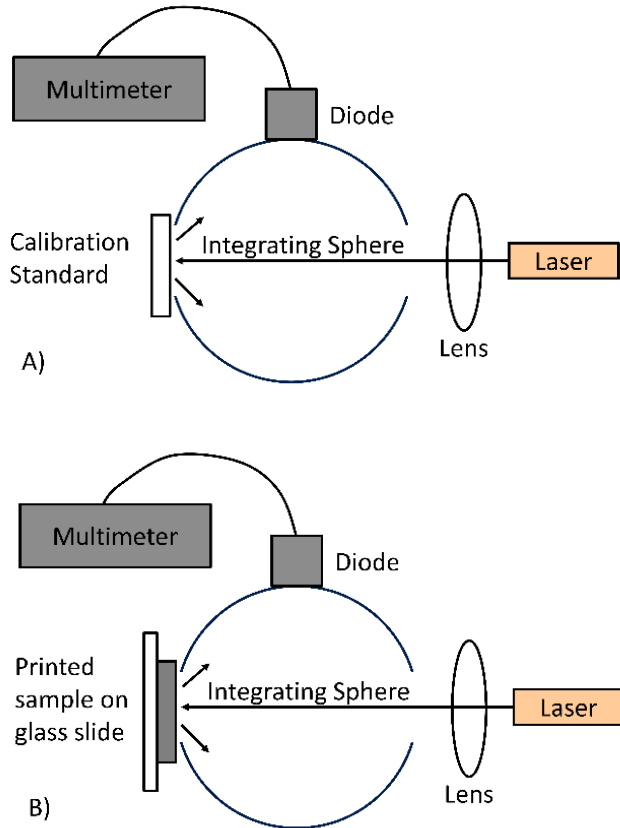 Multimeter
Diode
Calibration
Standard
Integrating Sphere
Laser
Lens
A)
Multimeter
Diode
Printed
sample on
glass slide
Integrating Sphere
Laser
Lens
B)